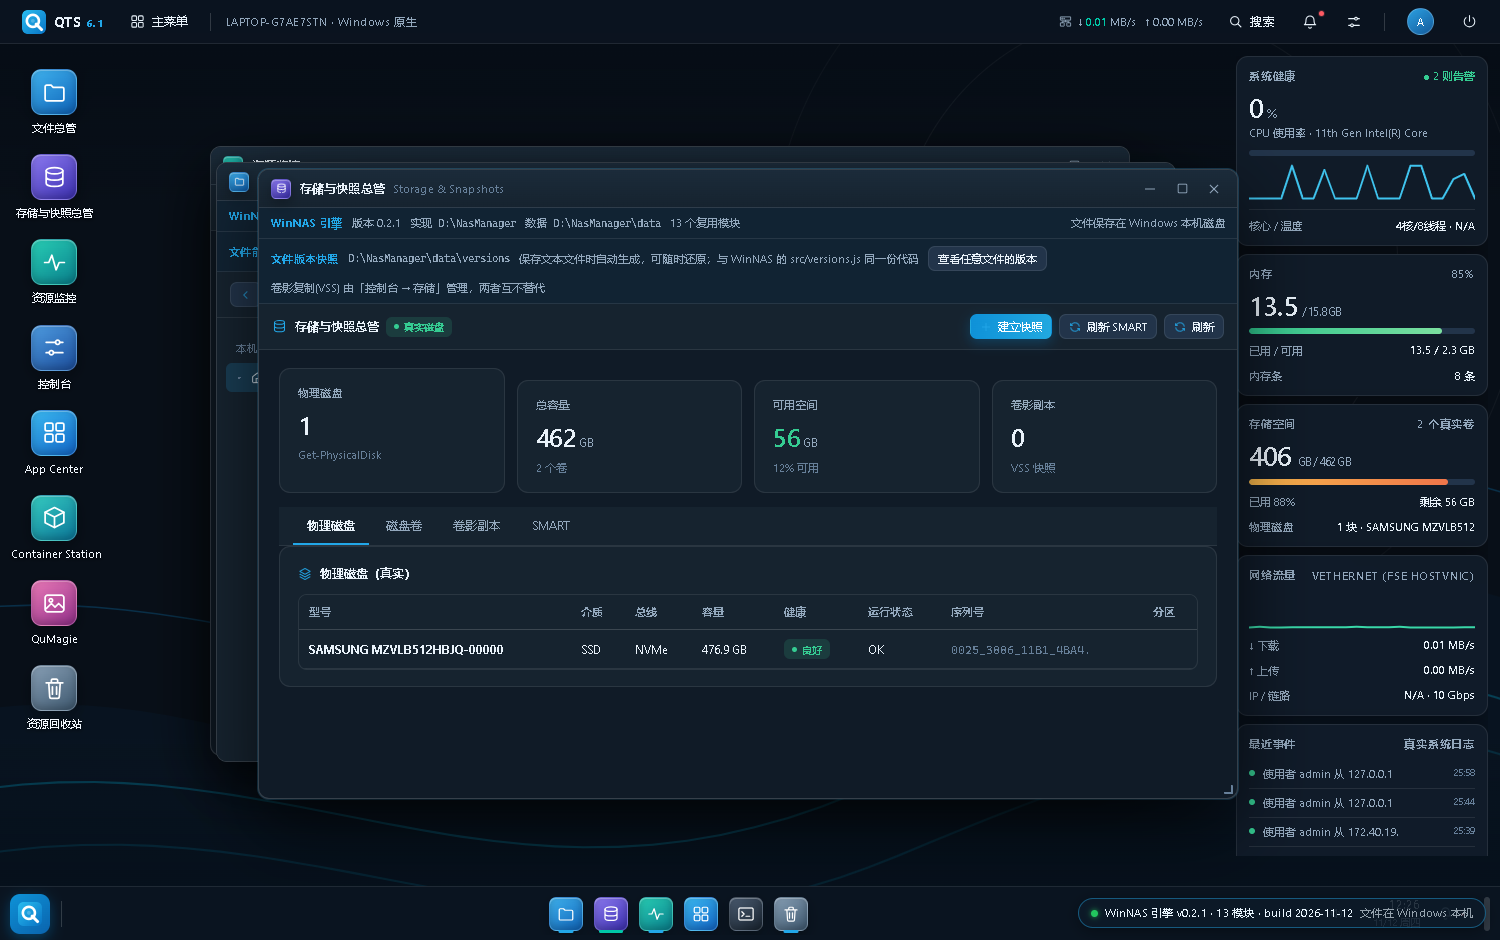 QTS 6.1 主菜单 LAPTOP-G7AE7STN · Windows 原生 ↓0.01 MB/s ↑0.00 MB/s 搜索 A
文件总管
存储与快照总管
资源监控
控制台
App Center
Container Station
QuMagie
资源回收站
WinN
文件
本机
存储与快照总管 Storage & Snapshots
WinNAS 引擎 版本 0.2.1 实现 D:\NasManager 数据 D:\NasManager\data 13 个复用模块 文件保存在 Windows 本机磁盘
文件版本快照 D:\NasManager\data\versions 保存文本文件时自动生成，可随时还原；与 WinNAS 的 src/versions.js 同一份代码 查看任意文件的版本
卷影复制(VSS) 由「控制台 → 存储」管理，两者互不替代
存储与快照总管 真实磁盘 建立快照 刷新 SMART 刷新
物理磁盘
1
Get-PhysicalDisk
总容量
462 GB
2 个卷
可用空间
56 GB
12% 可用
卷影副本
0
VSS 快照
物理磁盘 磁盘卷 卷影副本 SMART
物理磁盘（真实）
型号 介质 总线 容量 健康 运行状态 序列号 分区
SAMSUNG MZVLB512HBJQ-00000 SSD NVMe 476.9 GB 良好 OK 0025_3886_11B1_4BA4.
系统健康 2 则告警
0 %
CPU 使用率 · 11th Gen Intel(R) Core
核心 / 温度 4核/8线程 · N/A
内存 85%
13.5 / 15.8GB
已用 / 可用 13.5 / 2.3 GB
内存条 8 条
存储空间 2 个真实卷
406 GB / 462GB
已用 88% 剩余 56 GB
物理磁盘 1 块 · SAMSUNG MZVLB512
网络流量 VETHERNET (FSE HOSTVNIC)
↓ 下载 0.01 MB/s
↑ 上传 0.00 MB/s
IP / 链路 N/A · 10 Gbps
最近事件 真实系统日志
使用者 admin 从 127.0.0.1 25:58
使用者 admin 从 127.0.0.1 25:44
使用者 admin 从 172.40.19. 25:39
WinNAS 引擎 v0.2.1 · 13 模块 · build 2026-11-12 文件在 Windows 本机